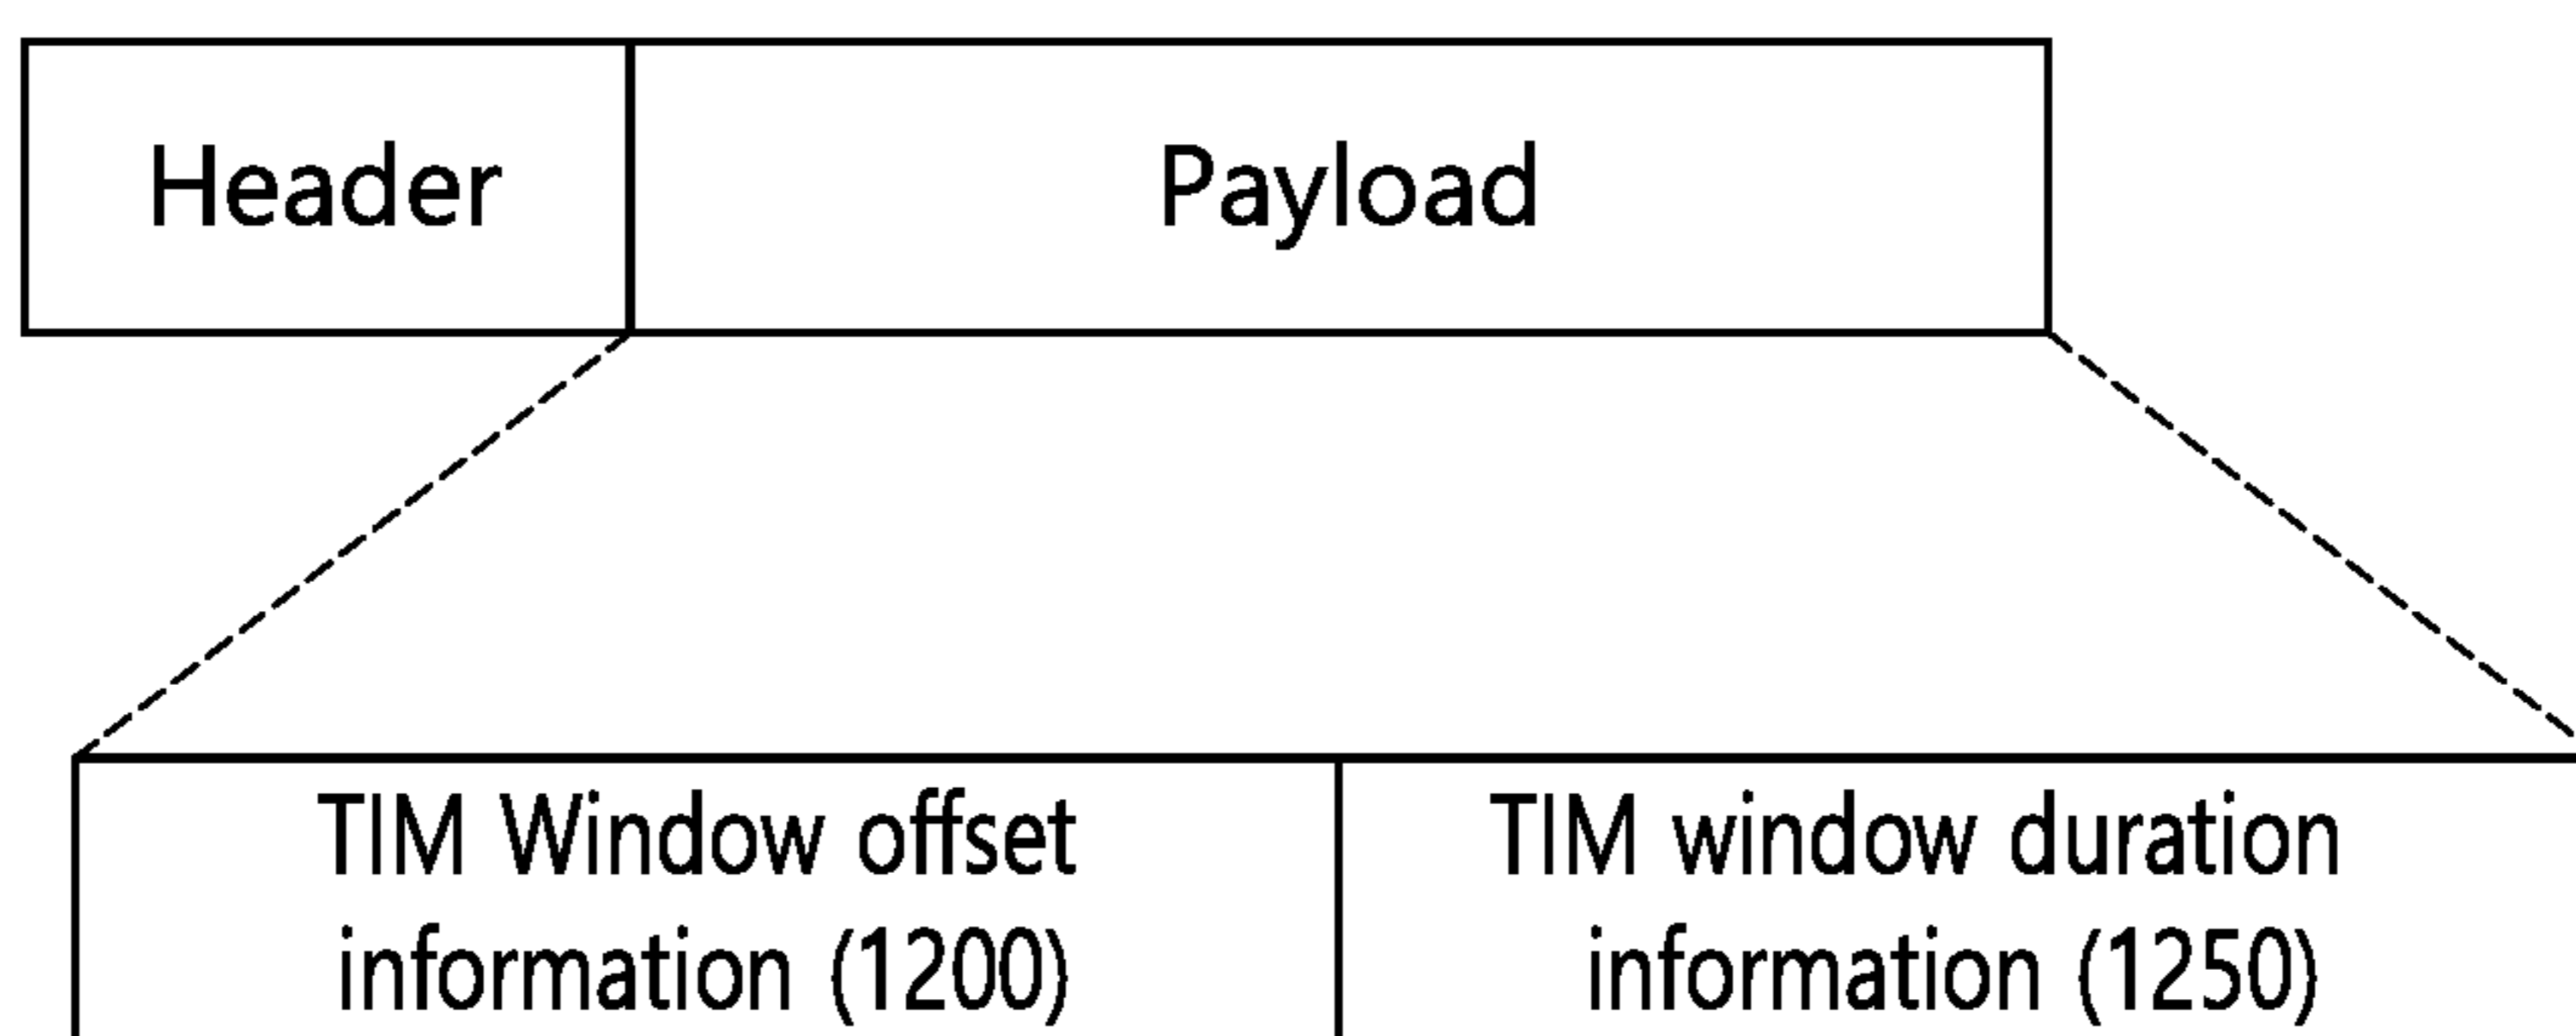 Header
Payload
TIM Window offset
information (1200)
TIM window duration
information (1250)